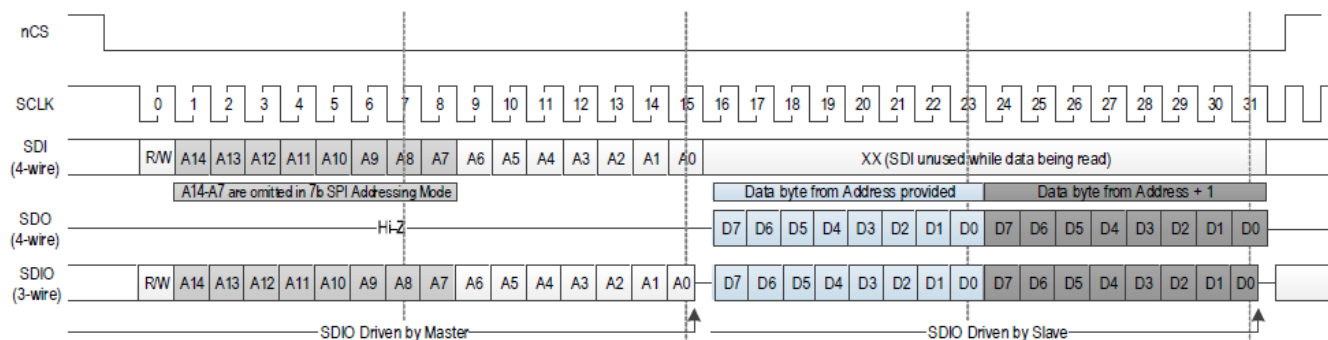 nCS
SCLK 0 1 2 3 4 5 6 7 8 9 10 11 12 13 14 15 16 17 18 19 20 21 22 23 24 25 26 27 28 29 30 31
SDI
(4-wire)
R/W A14 A13 A12 A11 A10 A9 A8 A7 A6 A5 A4 A3 A2 A1 A0 XX (SDI unused while data being read)
A14-A7 are omitted in 7b SPI Addressing Mode Data byte from Address provided Data byte from Address + 1
SDO
(4-wire)
Hi-Z D7 D6 D5 D4 D3 D2 D1 D0 D7 D6 D5 D4 D3 D2 D1 D0
SDIO
(3-wire)
R/W A14 A13 A12 A11 A10 A9 A8 A7 A6 A5 A4 A3 A2 A1 A0 D7 D6 D5 D4 D3 D2 D1 D0 D7 D6 D5 D4 D3 D2 D1 D0
SDIO Driven by Master SDIO Driven by Slave